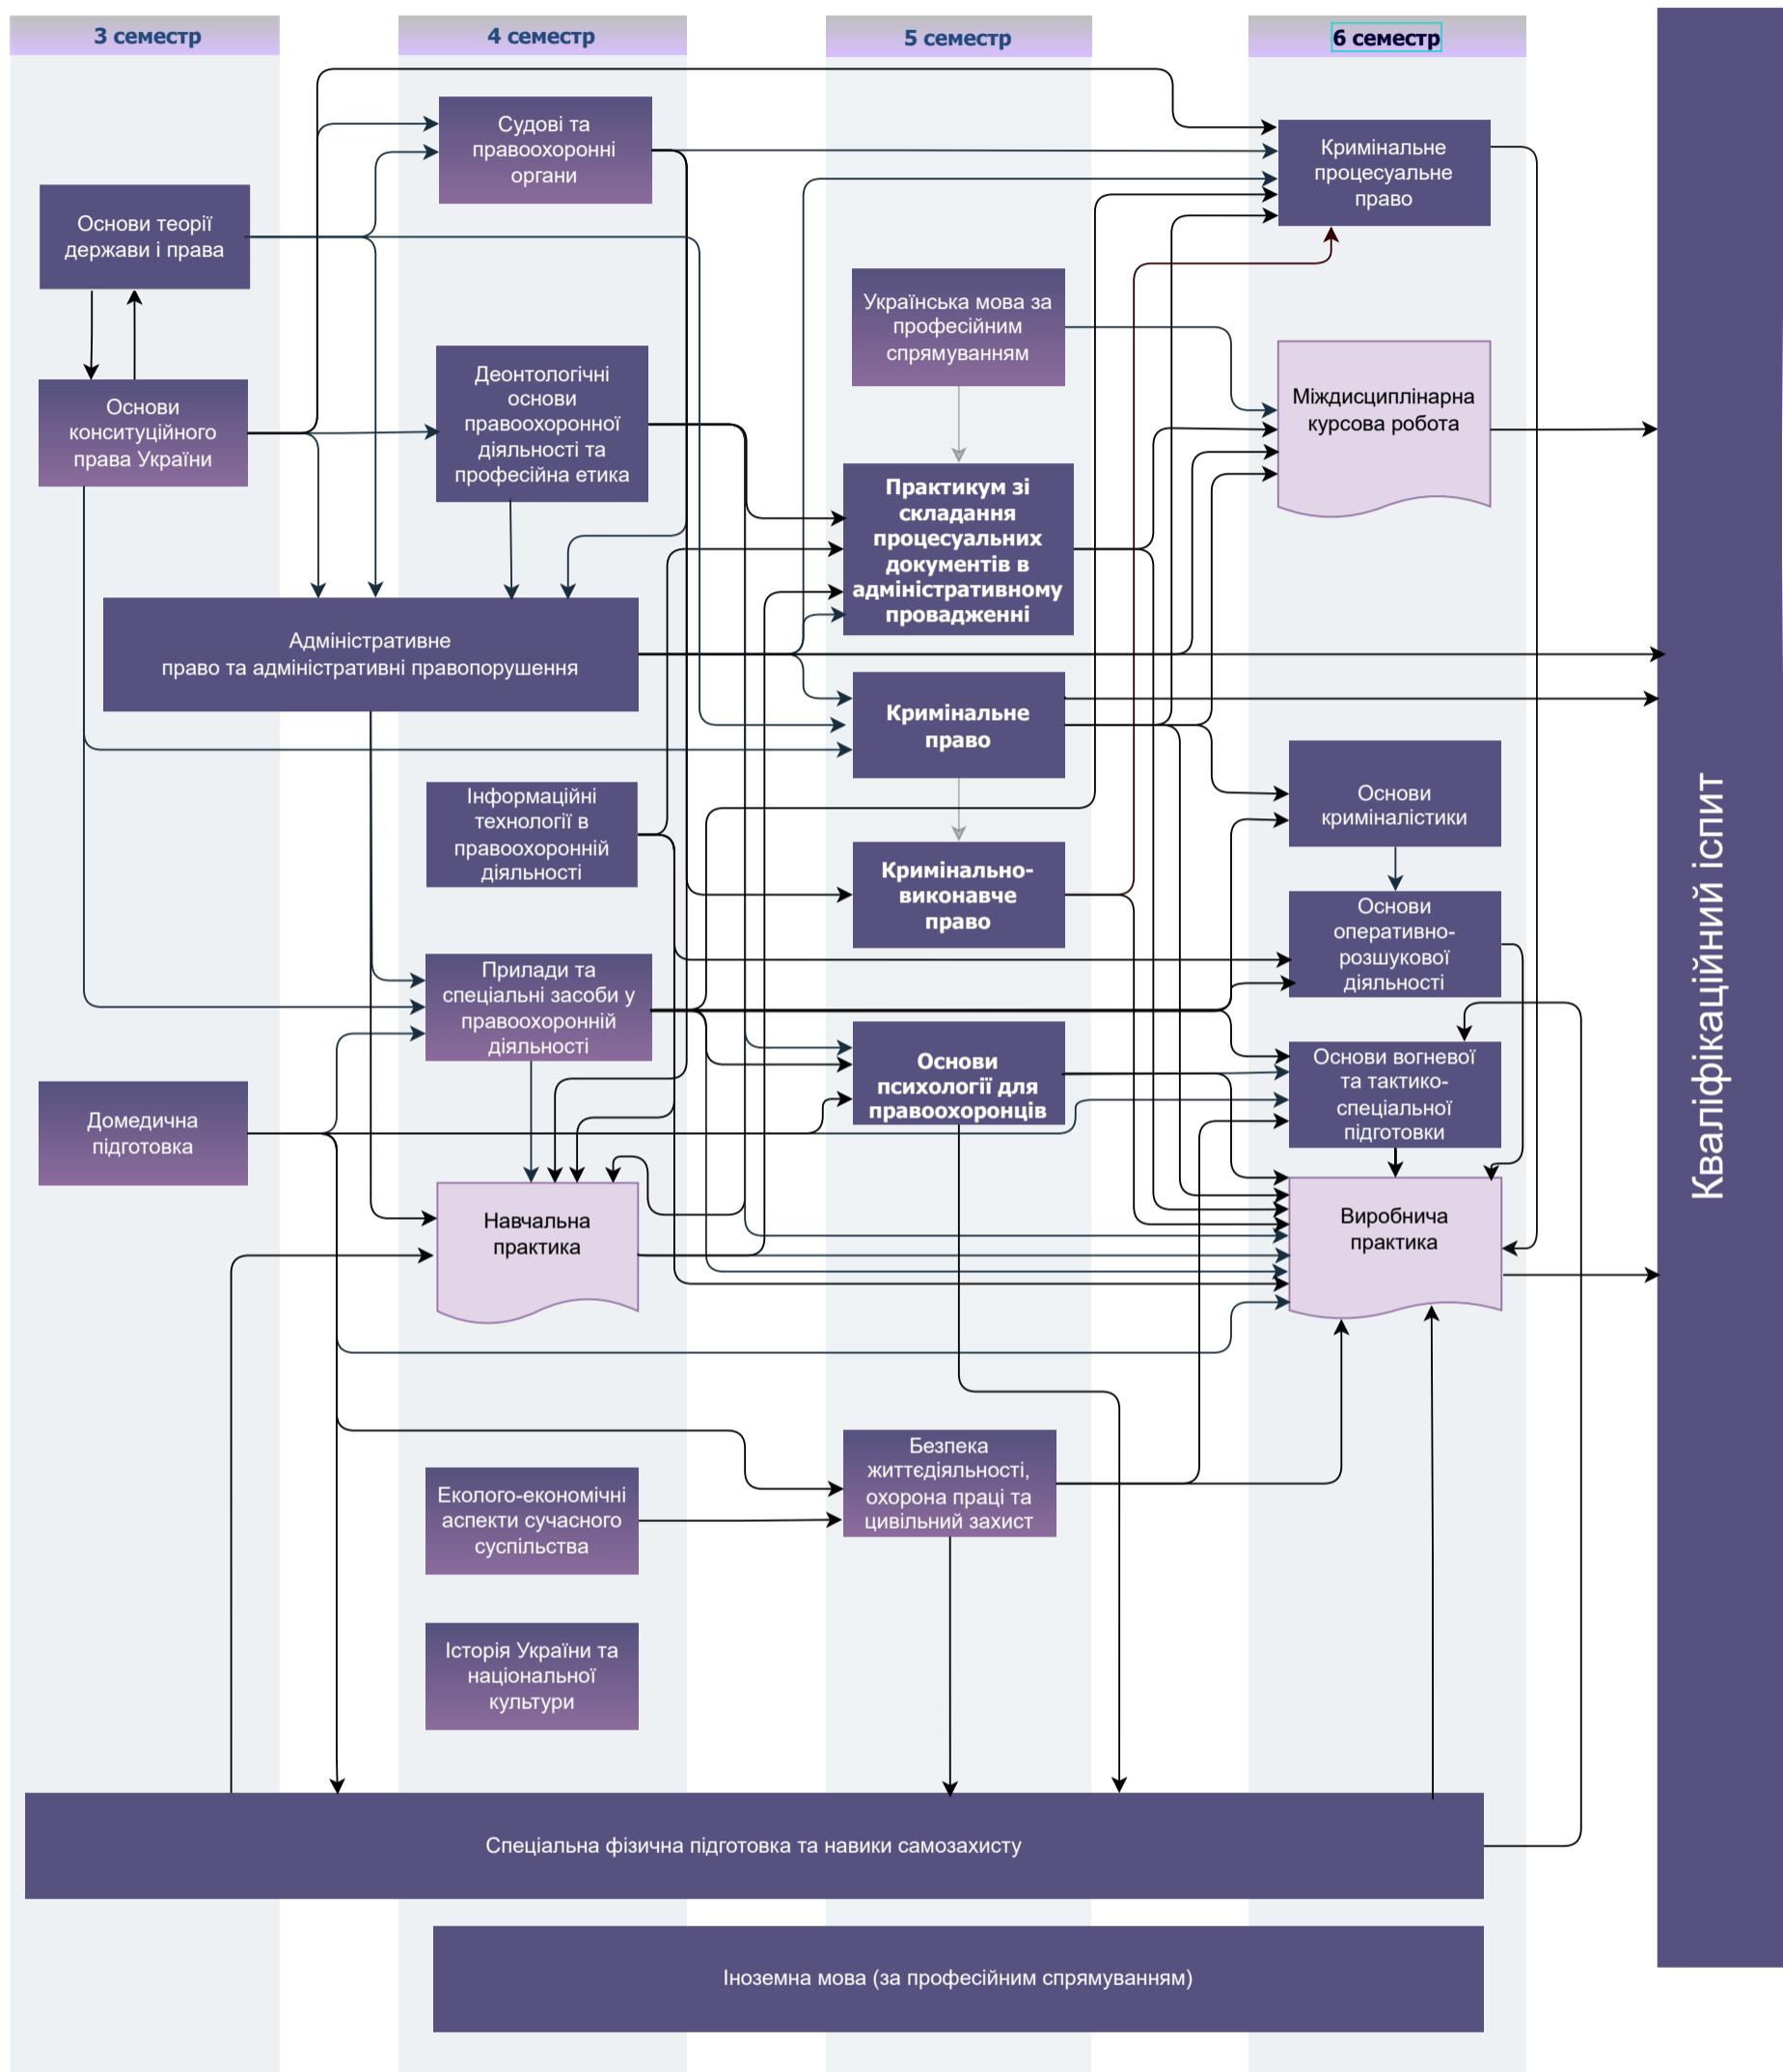 3 семестр
4 семестр
5 семестр
6 семестр
Основи теорії
держави і права
Основи
конситуційного
права України
Домедична
підготовка
Судові та
правоохоронні
органи
Деонтологічні
основи
правоохоронної
діяльності та
професійна етика
Адміністративне
право та адміністративні правопорушення
Інформаційні
технології в
правоохоронній
діяльності
Прилади та
спеціальні засоби у
правоохоронній
діяльності
Навчальна
практика
Еколого-економічні
аспекти сучасного
суспільства
Історія України та
національної
культури
Українська мова за
професійним
спрямуванням
Практикум зі
складання
процесуальних
документів в
адміністративному
провадженні
Кримінальне
право
Кримінально-
виконавче
право
Основи
психології для
правоохоронців
Безпека
життєдіяльності,
охорона праці та
цивільний захист
Кримінальне
процесуальне
право
Міждисциплінарна
курсова робота
Основи
криміналістики
Основи
оперативно-
розшукової
діяльності
Основи вогневої
та тактико-
спеціальної
підготовки
Виробнича
практика
Спеціальна фізична підготовка та навики самозахисту
Іноземна мова (за професійним спрямуванням)
Кваліфікаційний іспит